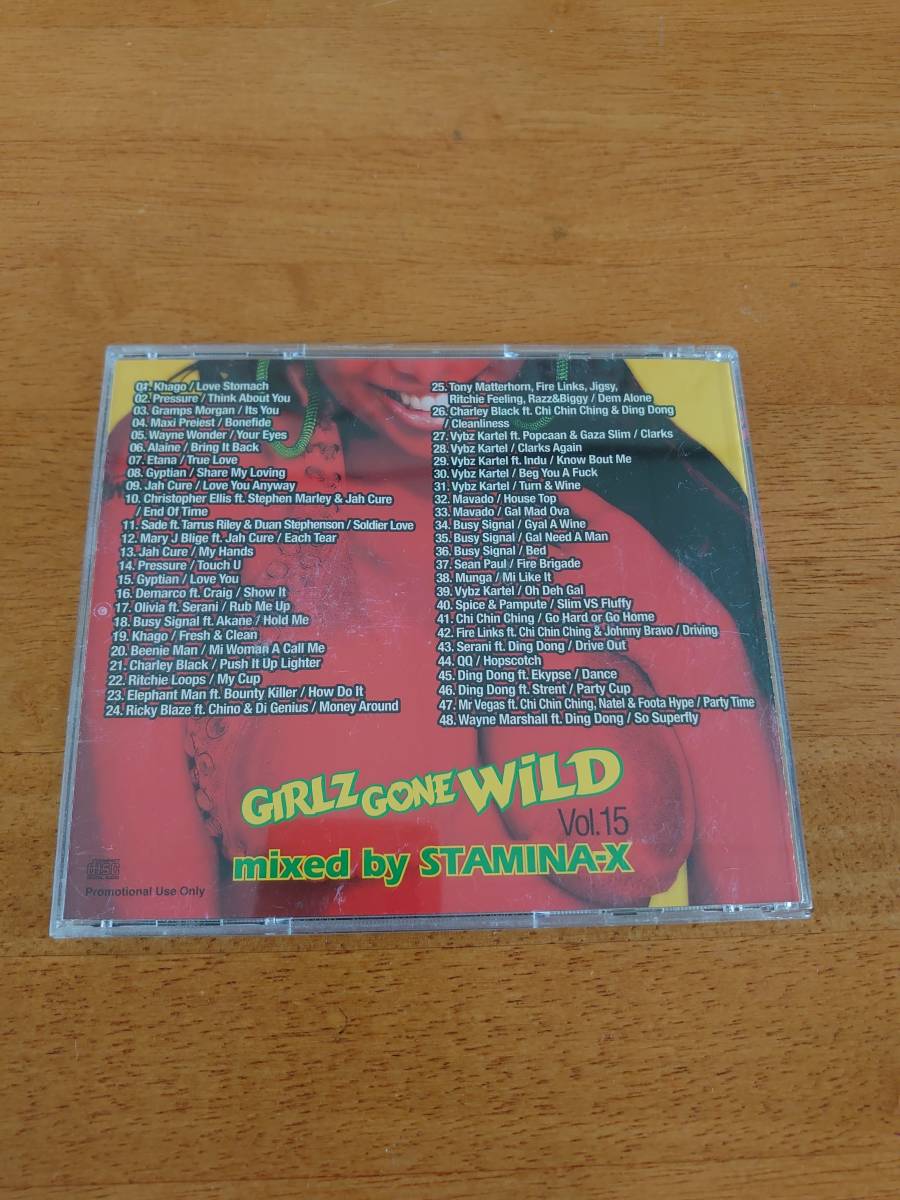 01. Khago / Love Stomach
02. Pressure / Think About You
03. Gramps Morgan / Its You
04. Maxi Preiest / Bonefide
05. Wayne Wonder / Your Eyes
06. Alaine / Bring It Back
07. Etana / True Love
08. Gyptian / Share My Loving
09. Jah Cure / Love You Anyway
10. Christopher Ellis ft. Stephen Marley & Jah Cure
/ End Of Time
11. Sade ft. Tarrus Riley & Duan Stephenson / Soldier Love
12. Mary J Blige ft. Jah Cure / Each Tear
13. Jah Cure / My Hands
14. Pressure / Touch U
15. Gyptian / Love You
16. Demarco ft. Craig / Show It
17. Olivia ft. Serani / Rub Me Up
18. Busy Signal ft. Akane / Hold Me
19. Khago / Fresh & Clean
20. Beenie Man / Mi Woman A Call Me
21. Charley Black / Push It Up Lighter
22. Ritchie Loops / My Cup
23. Elephant Man ft. Bounty Killer / How Do It
24. Ricky Blaze ft. Chino & Di Genius / Money Around
25. Tony Matterhorn, Fire Links, Jigsy,
Ritchie Feeling, Razz&Biggy / Dem Alone
26. Charley Black ft. Chi Chin Ching & Ding Dong
/ Cleanliness
27. Vybz Kartel ft. Popcaan & Gaza Slim / Clarks
28. Vybz Kartel / Clarks Again
29. Vybz Kartel ft. Indu / Know Bout Me
30. Vybz Kartel / Beg You A Fuck
31. Vybz Kartel / Turn & Wine
32. Mavado / House Top
33. Mavado / Gal Mad Ova
34. Busy Signal / Gyal A Wine
35. Busy Signal / Gal Need A Man
36. Busy Signal / Bed
37. Sean Paul / Fire Brigade
38. Munga / Mi Like It
39. Vybz Kartel / Oh Deh Gal
40. Spice & Pampute / Slim VS Fluffy
41. Chi Chin Ching / Go Hard or Go Home
42. Fire Links ft. Chi Chin Ching & Johnny Bravo / Driving
43. Serani ft. Ding Dong / Drive Out
44. QQ / Hopscotch
45. Ding Dong ft. Ekypse / Dance
46. Ding Dong ft. Strent / Party Cup
47. Mr Vegas ft. Chi Chin Ching, Natel & Foota Hype / Party Time
48. Wayne Marshall ft. Ding Dong / So Superfly
GIRLZ GONE WiLD
Vol.15
mixed by STAMINA-X
Promotional Use Only